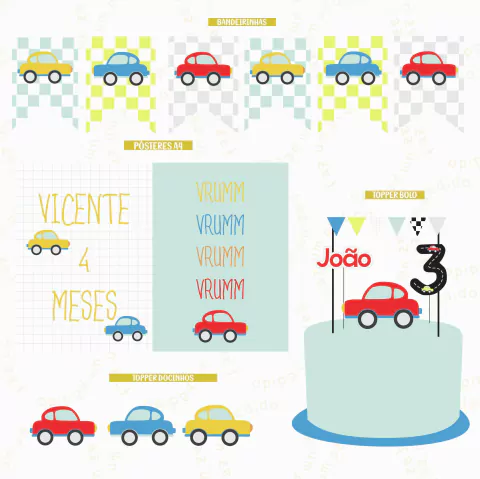 BANDEIRINHAS
PÔSTERES A4
VICENTE
4
MESES
VRUMM
VRUMM
VRUMM
VRUMM
TOPPER BOLO
João
3
TOPPER DOCINHOS